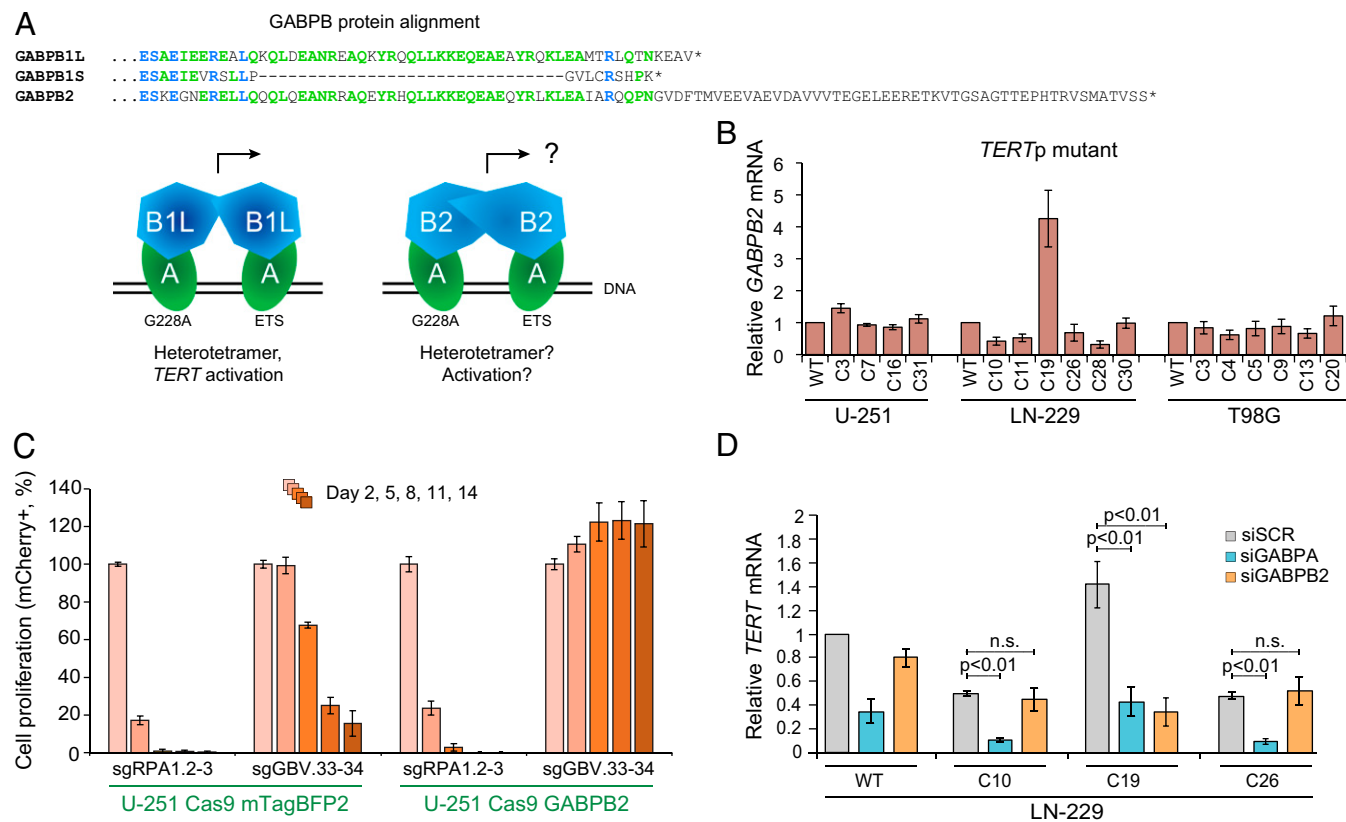 A
GABPB protein alignment
GABPB1L ...ESAEIEEREALQKQLDEANREAQKYRQQLLKKEQEAEAYRQKLEAMTRLQTNKEAV*
GABPB1S ...ESAEIEVRSLLP------------------------------GVLCRSHPK*
GABPB2 ...ESKEGNERELLQQQLQEANRRAQEYRHQLLKKEQEAEQYRLKLEAIARQQPNGVDFTMVEEVAEVDAVVVTEGELEERETKVTGSAGTTEPHTRVSMATVSS*
?
B1L B1L B2 B2
A A A A
DNA
G228A ETS G228A ETS
Heterotetramer,
TERT activation
Heterotetramer?
Activation?
B
TERTp mutant
Relative GABPB2 mRNA
6
5
4
3
2
1
0
WT C3 C7 C16 C31 WT C10 C11 C19 C26 C28 C30 WT C3 C4 C5 C9 C13 C20
U-251 LN-229 T98G
C
Cell proliferation (mCherry+, %)
140
120
100
80
60
40
20
0
Day 2, 5, 8, 11, 14
sgRPA1.2-3 sgGBV.33-34 sgRPA1.2-3 sgGBV.33-34
U-251 Cas9 mTagBFP2 U-251 Cas9 GABPB2
D
Relative TERT mRNA
2
1.8
1.6
1.4
1.2
1
0.8
0.6
0.4
0.2
0
siSCR
siGABPA
siGABPB2
n.s.
p<0.01
p<0.01
p<0.01
n.s.
p<0.01
WT C10 C19 C26
LN-229